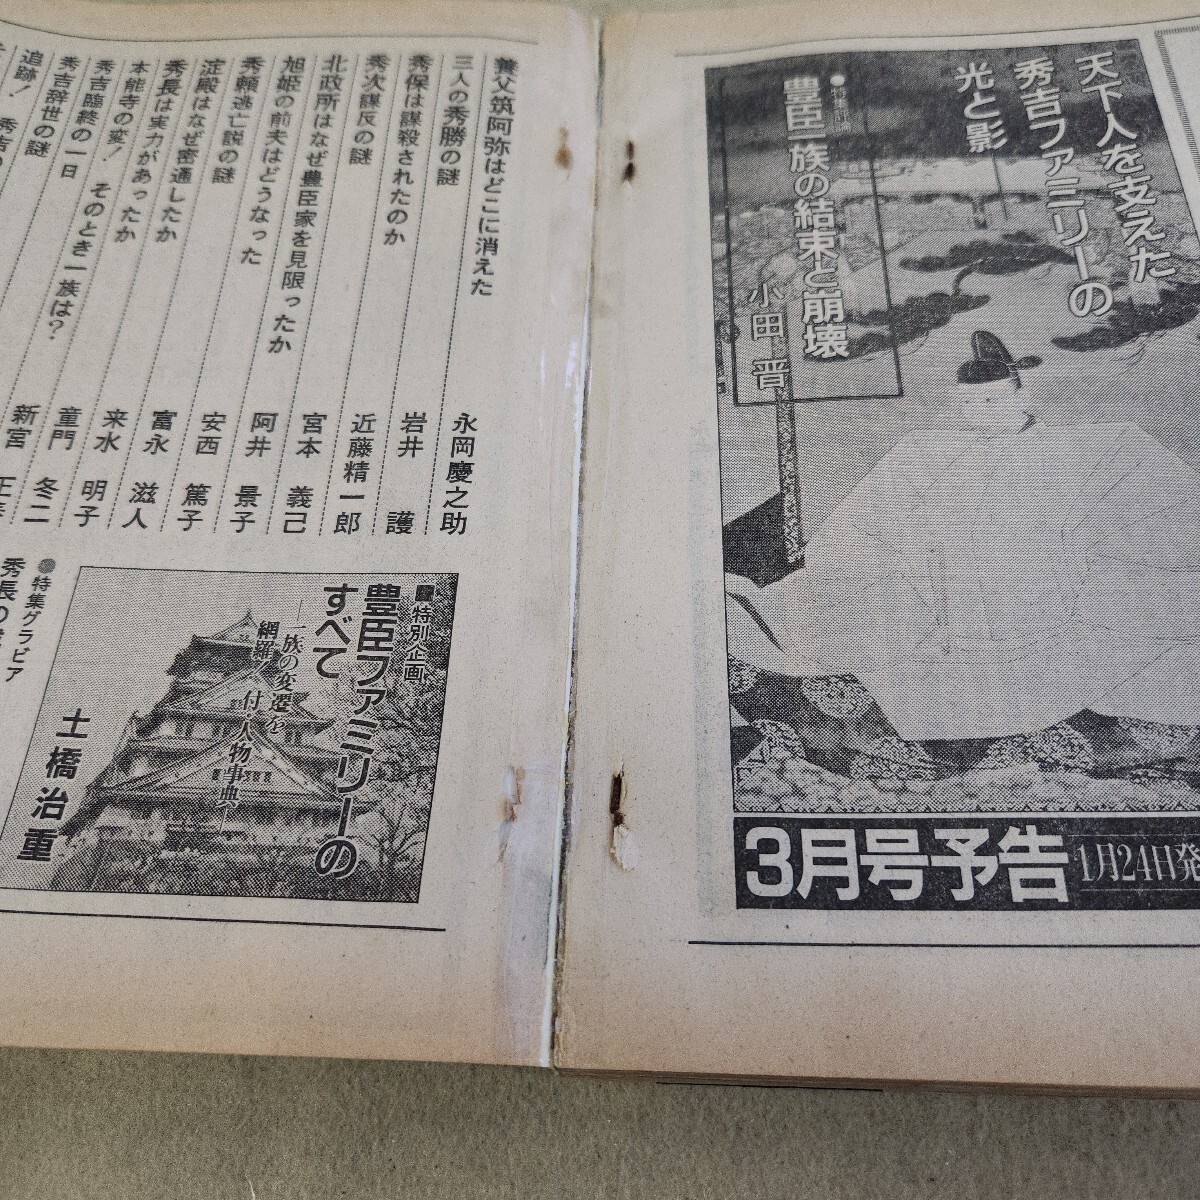 天下人を支えた
秀吉ファミリーの
光と影
豊臣一族の結束と崩壊
小田晋
3月号予告
1月24日発
養父筑阿弥はどこに消えた
永岡慶之助
三人の秀勝の謎
岩井護
秀保は謀殺されたのか
近藤精一郎
秀次謀反の謎
宮本義己
北政所はなぜ豊臣家を見限ったか
阿井景子
旭姫の前夫はどうなった
安西篤子
秀頼逃亡説の謎
富永滋人
淀殿はなぜ密通したか
来水明子
秀長は実力があったか
童門冬二
本能寺の変! そのとき一族は?
新宮
秀吉臨終の一日
秀吉辞世の謎
追跡! 秀吉の
■特別企画
豊臣ファミリーの
すべて
―一族の変遷を
網羅/付・人物事典―
土橋治重
●特集グラビア
秀長の